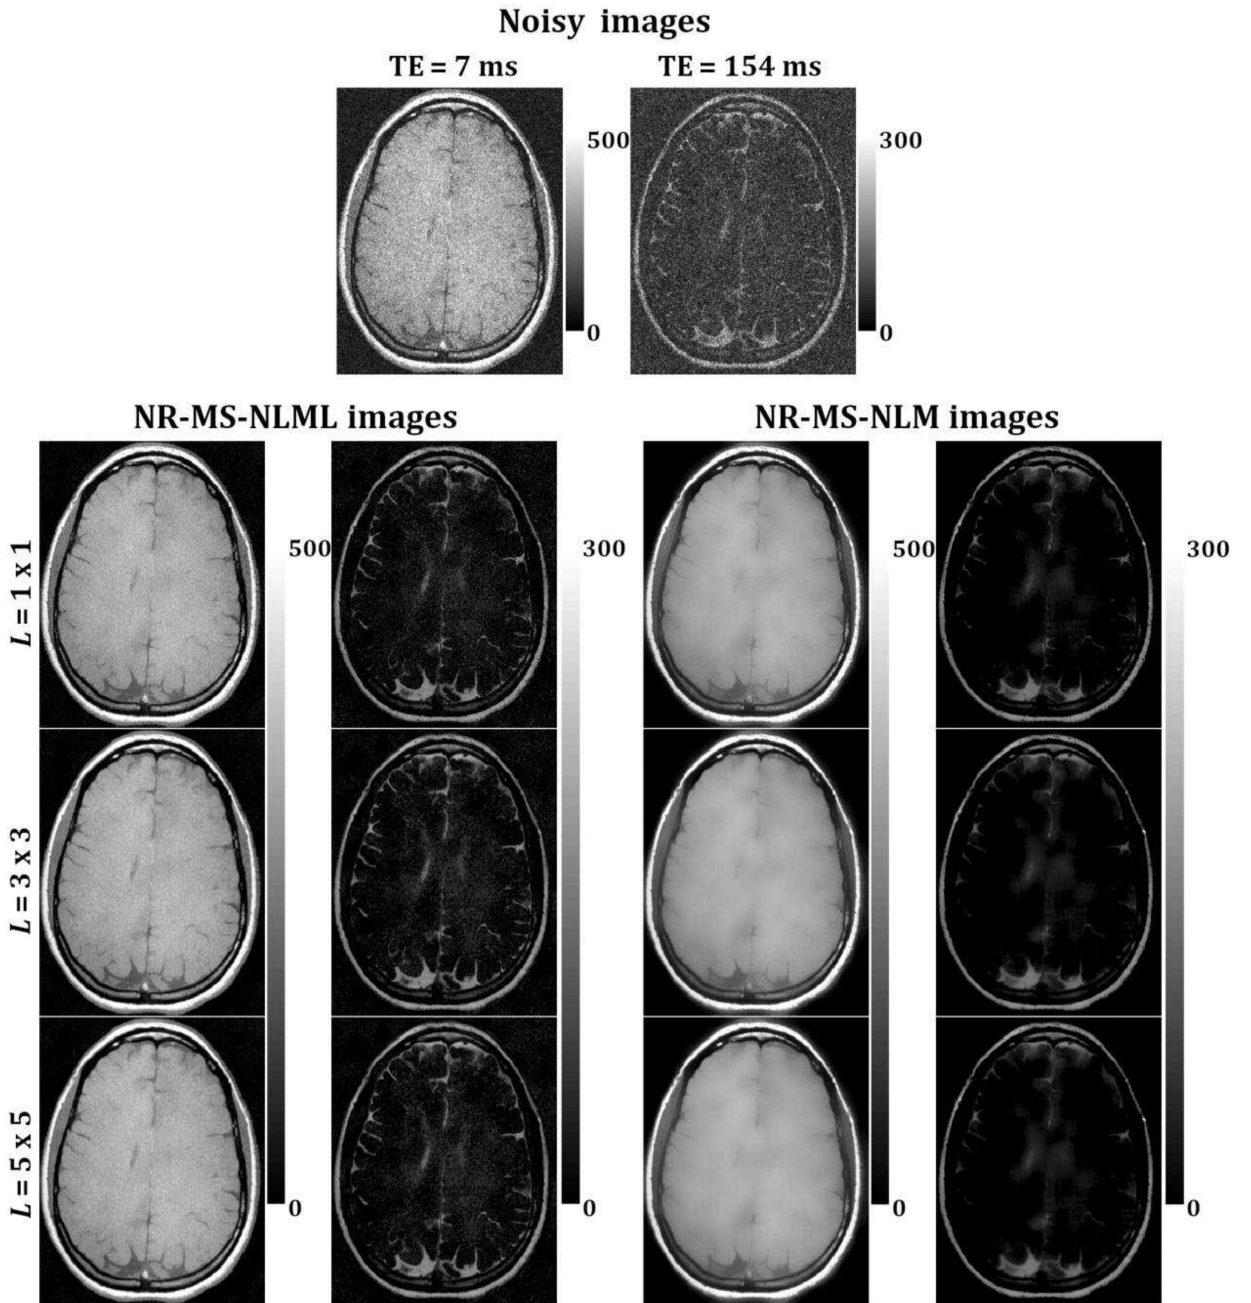 Noisy images
TE = 7 ms TE = 154 ms
500 300
0 0
NR-MS-NLML images NR-MS-NLM images
L = 1 x 1
500 300 500 300
L = 3 x 3
L = 5 x 5
0 0 0 0